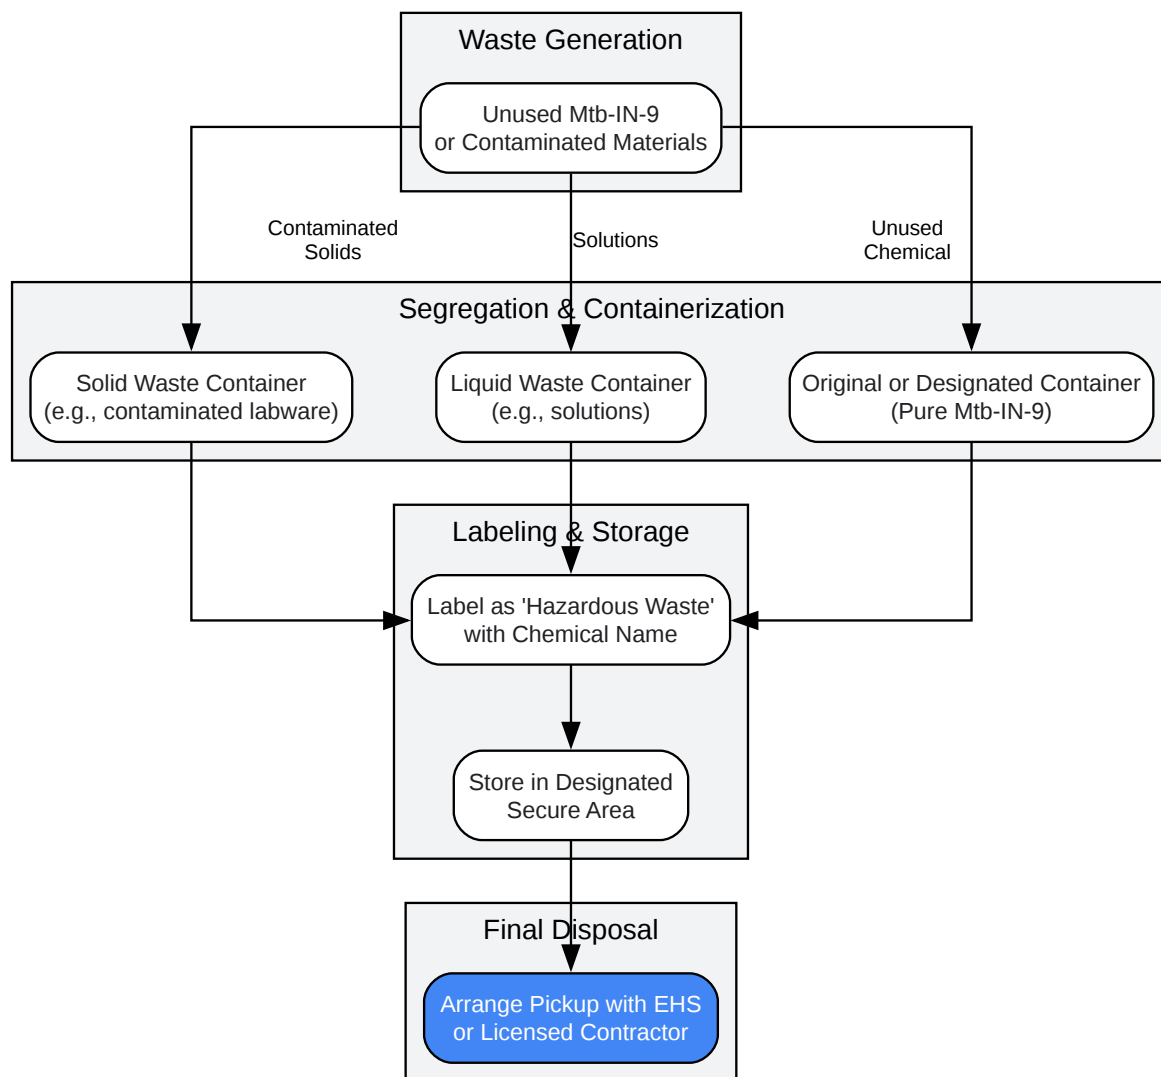 Waste Generation
Unused Mtb-IN-9
or Contaminated Materials
Contaminated
Solids
Solutions
Unused
Chemical
Segregation & Containerization
Solid Waste Container
(e.g., contaminated labware)
Liquid Waste Container
(e.g., solutions)
Original or Designated Container
(Pure Mtb-IN-9)
Labeling & Storage
Label as 'Hazardous Waste'
with Chemical Name
Store in Designated
Secure Area
Final Disposal
Arrange Pickup with EHS
or Licensed Contractor